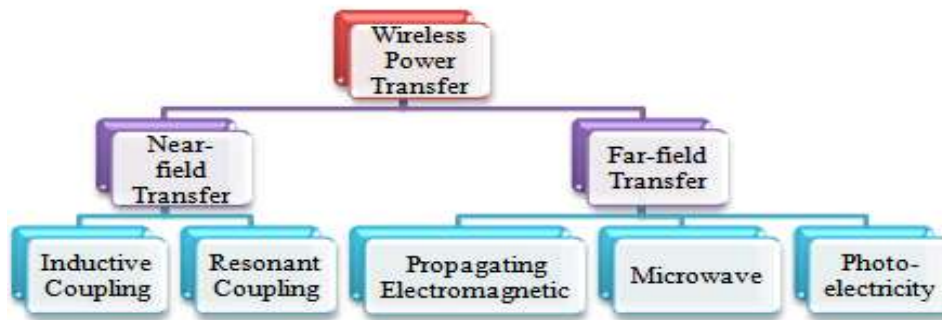 Wireless
Power
Transfer
Near-
field
Transfer
Far-field
Transfer
Inductive
Coupling
Resonant
Coupling
Propagating
Electromagnetic
Microwave
Photo-
electricity